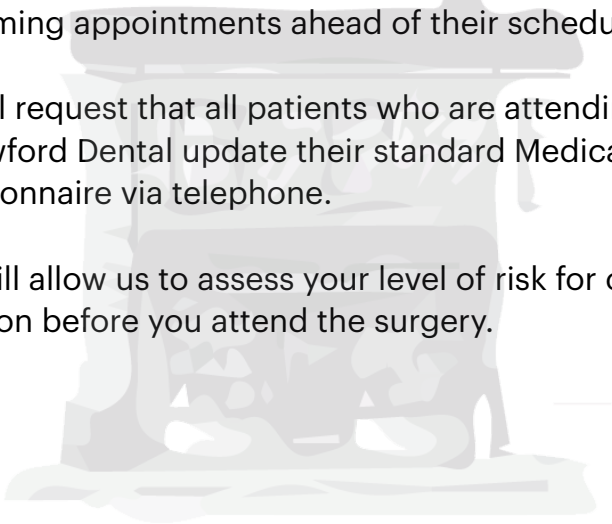 ming appointments ahead of their schedu
l request that all patients who are attendi
wford Dental update their standard Medica
onnaire via telephone.
ill allow us to assess your level of risk for c
on before you attend the surgery.